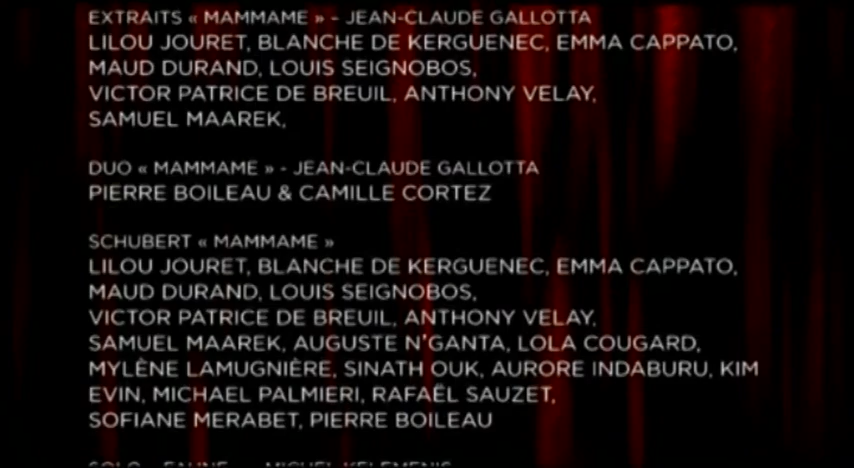 EXTRAITS « MAMMAME » - JEAN-CLAUDE GALLOTTA
LILOU JOURET, BLANCHE DE KERGUENEC, EMMA CAPPATO,
MAUD DURAND, LOUIS SEIGNOBOS,
VICTOR PATRICE DE BREUIL, ANTHONY VELAY,
SAMUEL MAAREK,
DUO « MAMMAME » - JEAN-CLAUDE GALLOTTA
PIERRE BOILEAU & CAMILLE CORTEZ
SCHUBERT « MAMMAME »
LILOU JOURET, BLANCHE DE KERGUENEC, EMMA CAPPATO,
MAUD DURAND, LOUIS SEIGNOBOS,
VICTOR PATRICE DE BREUIL, ANTHONY VELAY,
SAMUEL MAAREK, AUGUSTE N'GANTA, LOLA COUGARD,
MYLÈNE LAMUGNIÈRE, SINATH OUK, AURORE INDABURU, KIM
EVIN, MICHAEL PALMIERI, RAFAËL SAUZET,
SOFIANE MERABET, PIERRE BOILEAU